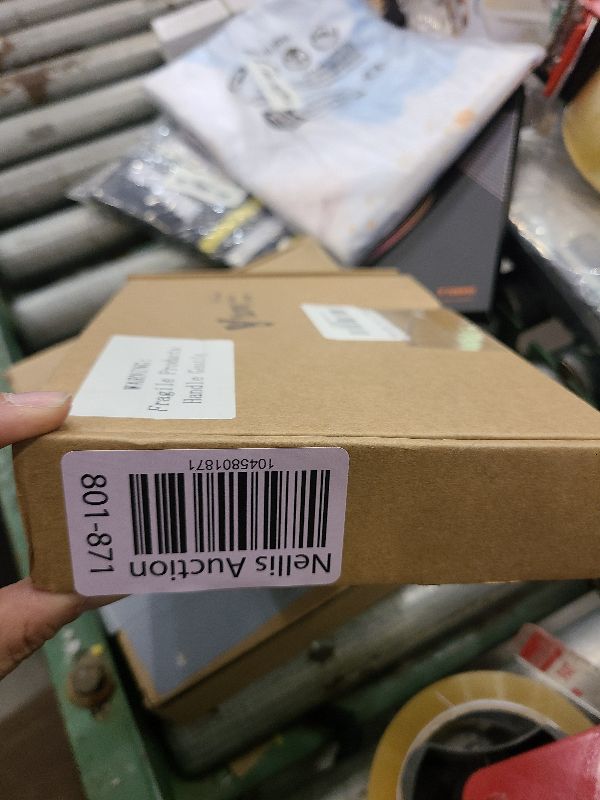 WARNING:
Fragile Products
Handle Gently
Nellis Auction
1045801871
801-871